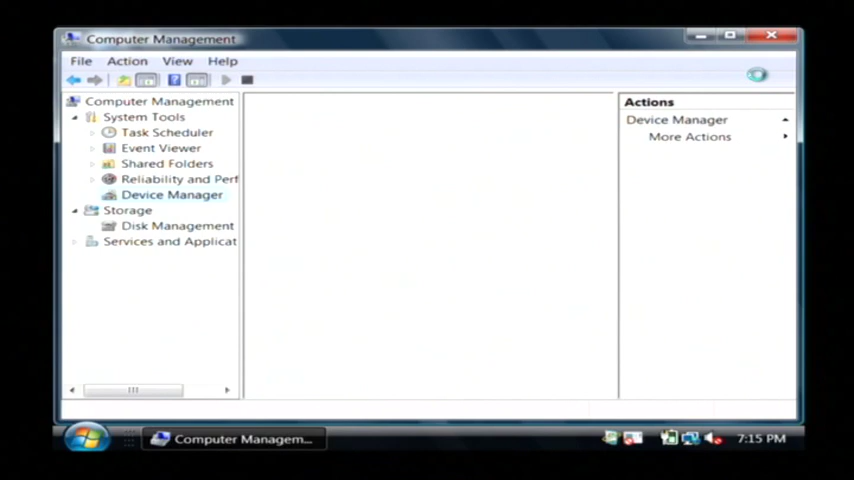 Computer Management
File Action View Help
Computer Management
System Tools
Task Scheduler
Event Viewer
Shared Folders
Reliability and Perf
Device Manager
Storage
Disk Management
Services and Applicat
Actions
Device Manager
More Actions
Computer Managem...
7:15 PM